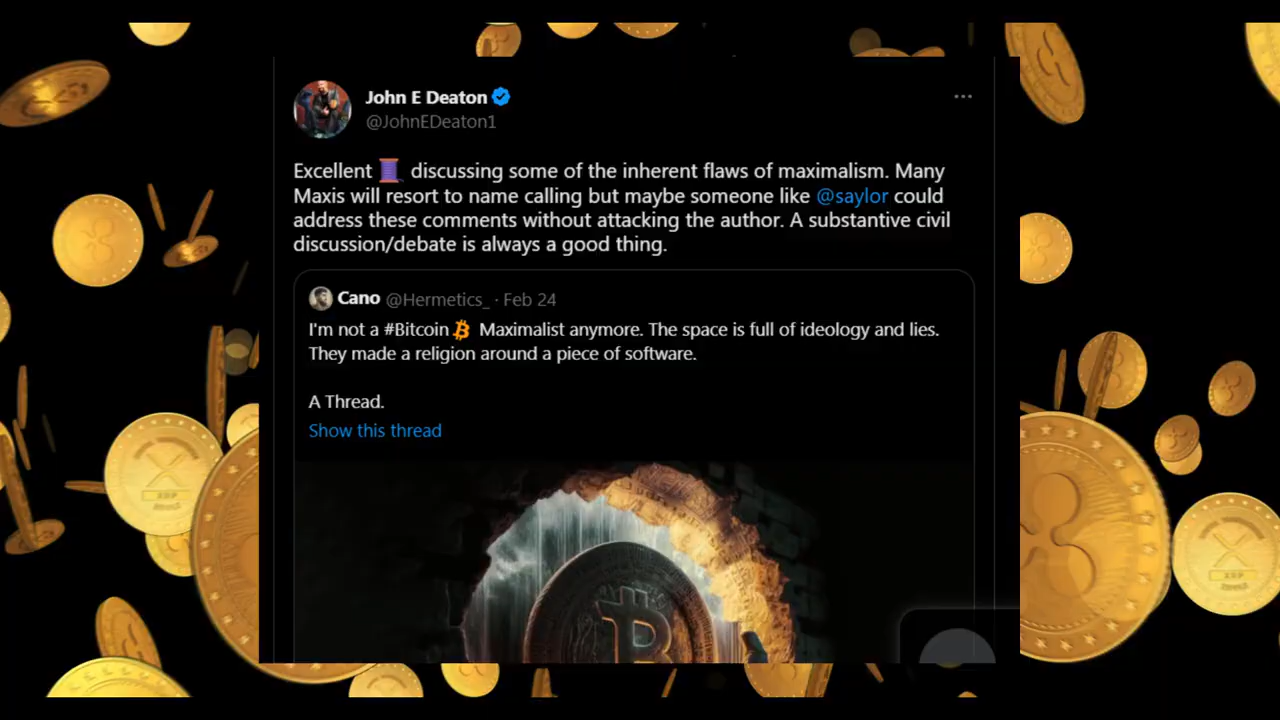 John E Deaton
@JohnEDeaton1
Excellent 🧵 discussing some of the inherent flaws of maximalism. Many
Maxis will resort to name calling but maybe someone like @saylor could
address these comments without attacking the author. A substantive civil
discussion/debate is always a good thing.
Cano @Hermetics_ · Feb 24
I'm not a #Bitcoin Maximalist anymore. The space is full of ideology and lies.
They made a religion around a piece of software.
A Thread.
Show this thread
XRP